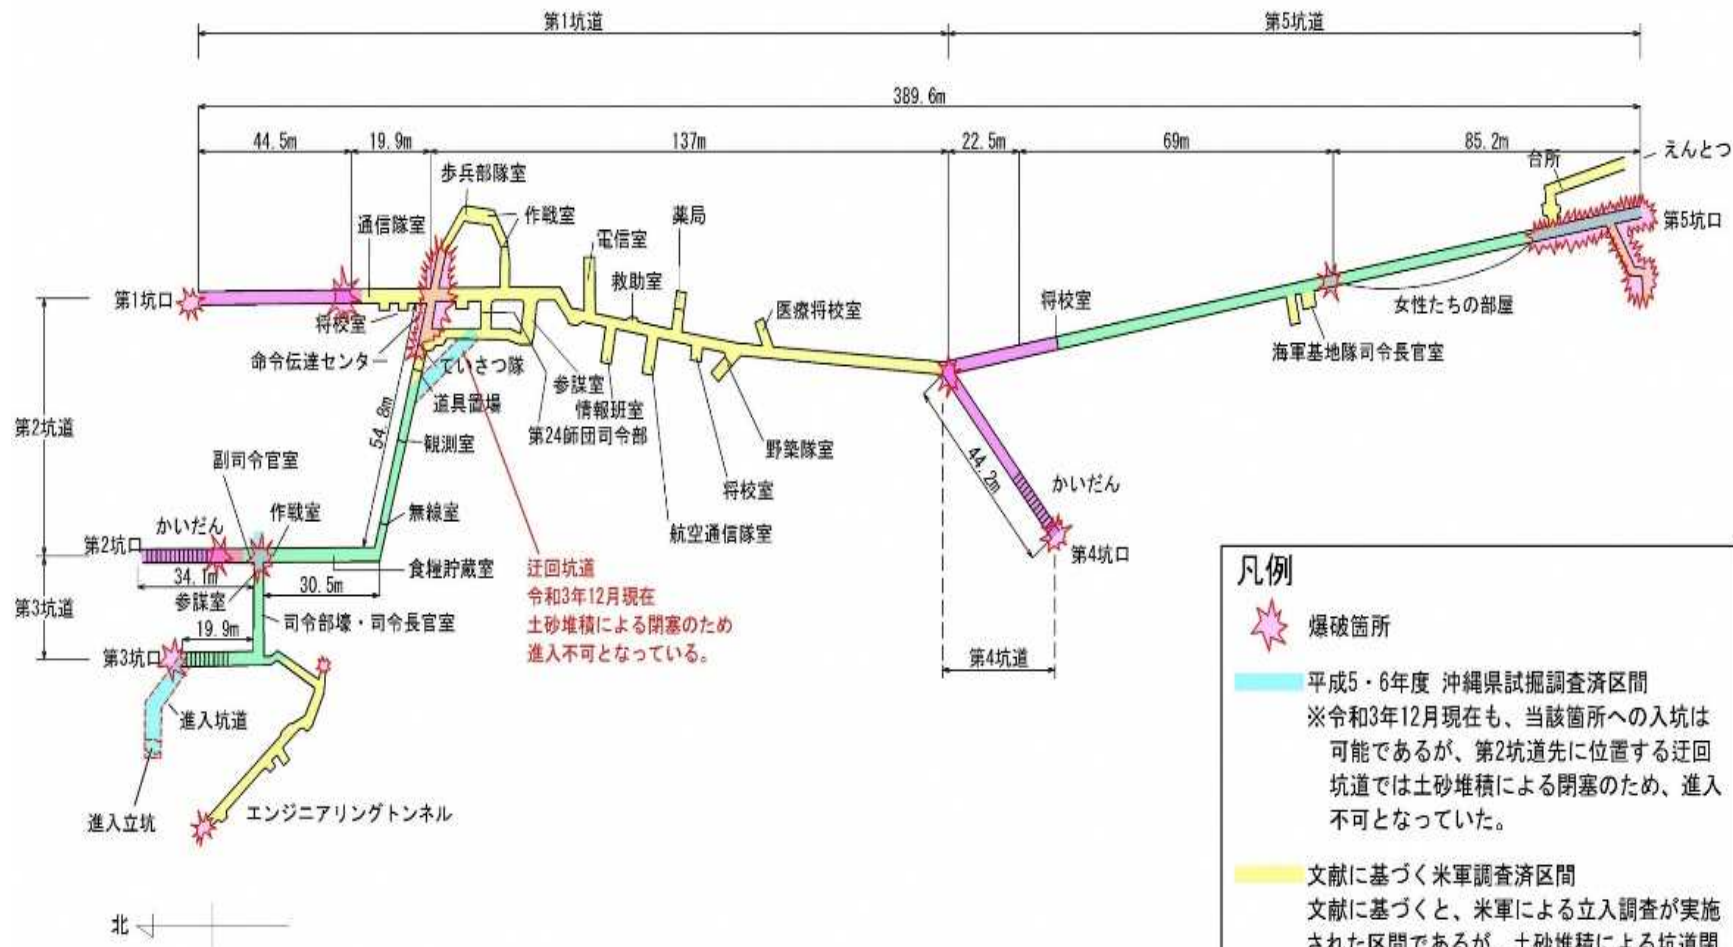 第1坑道
第5坑道
389.6m
44.5m
19.9m
137m
22.5m
69m
85.2m
えんとつ
台所
歩兵部隊室
通信隊室
作戦室
薬局
電信室
救助室
医療将校室
将校室
女性たちの部屋
第5坑口
第1坑口
将校室
命令伝達センタ
ていさつ隊
参謀室
情報班室
第24師団司令部
道具置場
海軍基地隊司令長官室
野築隊室
将校室
航空通信隊室
第2坑道
54.8m
観測室
副司令官室
作戦室
かいだん
無線室
44.2m
かいだん
第2坑口
食糧貯蔵室
第4坑口
34.1m
30.5m
参謀室
第3坑道
司令部壕・司令長官室
19.9m
第3坑口
第4坑道
迂回坑道
令和3年12月現在
土砂堆積による閉塞のため
進入不可となっている。
進入坑道
進入立坑
エンジニアリングトンネル
北
凡例
爆破箇所
平成5・6年度 沖縄県試掘調査済区間
※令和3年12月現在も、当該箇所への入坑は
可能であるが、第2坑道先に位置する迂回
坑道では土砂堆積による閉塞のため、進入
不可となっていた。
文献に基づく米軍調査済区間
文献に基づくと、米軍による立入調査が実施
された区間であるが、土砂堆積による坑道閉